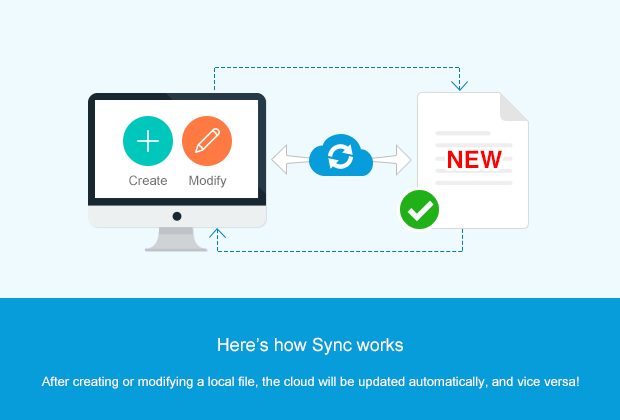 Create
Modify
NEW
Here's how Sync works
After creating or modifying a local file, the cloud will be updated automatically, and vice versa!